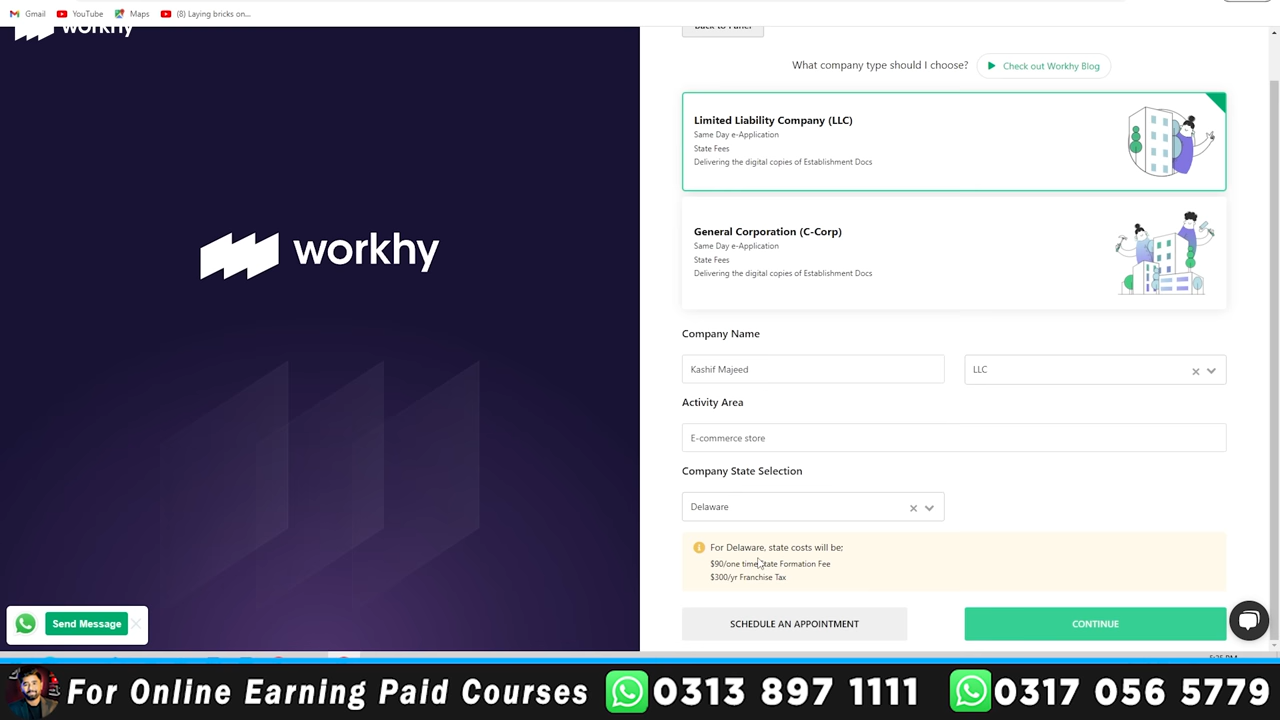 Gmail
YouTube
Maps
(8) Laying bricks on...
workhy
Back to Panel
What company type should I choose?
Check out Workhy Blog
Limited Liability Company (LLC)
Same Day e-Application
State Fees
Delivering the digital copies of Establishment Docs
General Corporation (C-Corp)
Same Day e-Application
State Fees
Delivering the digital copies of Establishment Docs
workhy
Company Name
Kashif Majeed
LLC
Activity Area
E-commerce store
Company State Selection
Delaware
For Delaware, state costs will be;
$90/one time State Formation Fee
$300/yr Franchise Tax
Send Message
SCHEDULE AN APPOINTMENT
CONTINUE
5:35 PM
For Online Earning Paid Courses
0313 897 1111
0317 056 5779